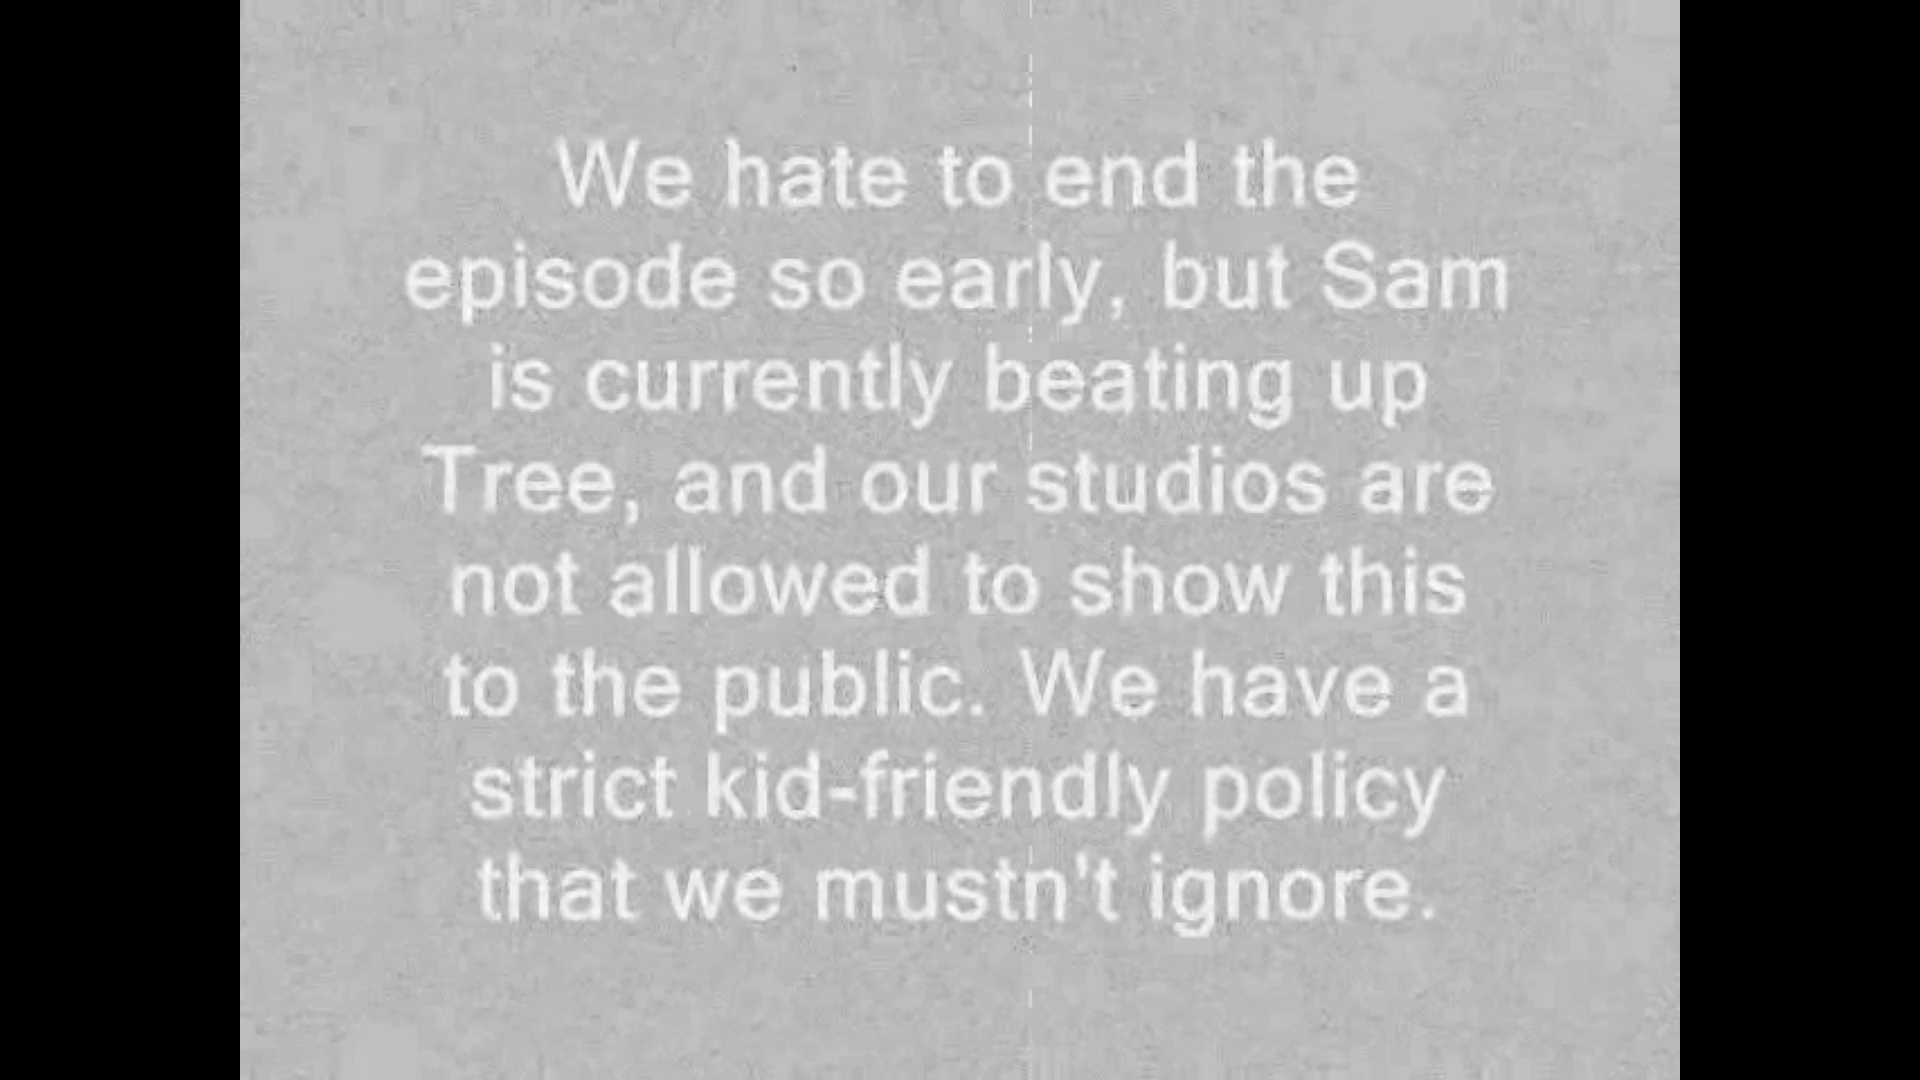 We hate to end the
episode so early, but Sam
is currently beating up
Tree, and our studios are
not allowed to show this
to the public. We have a
strict kid-friendly policy
that we mustn't ignore.